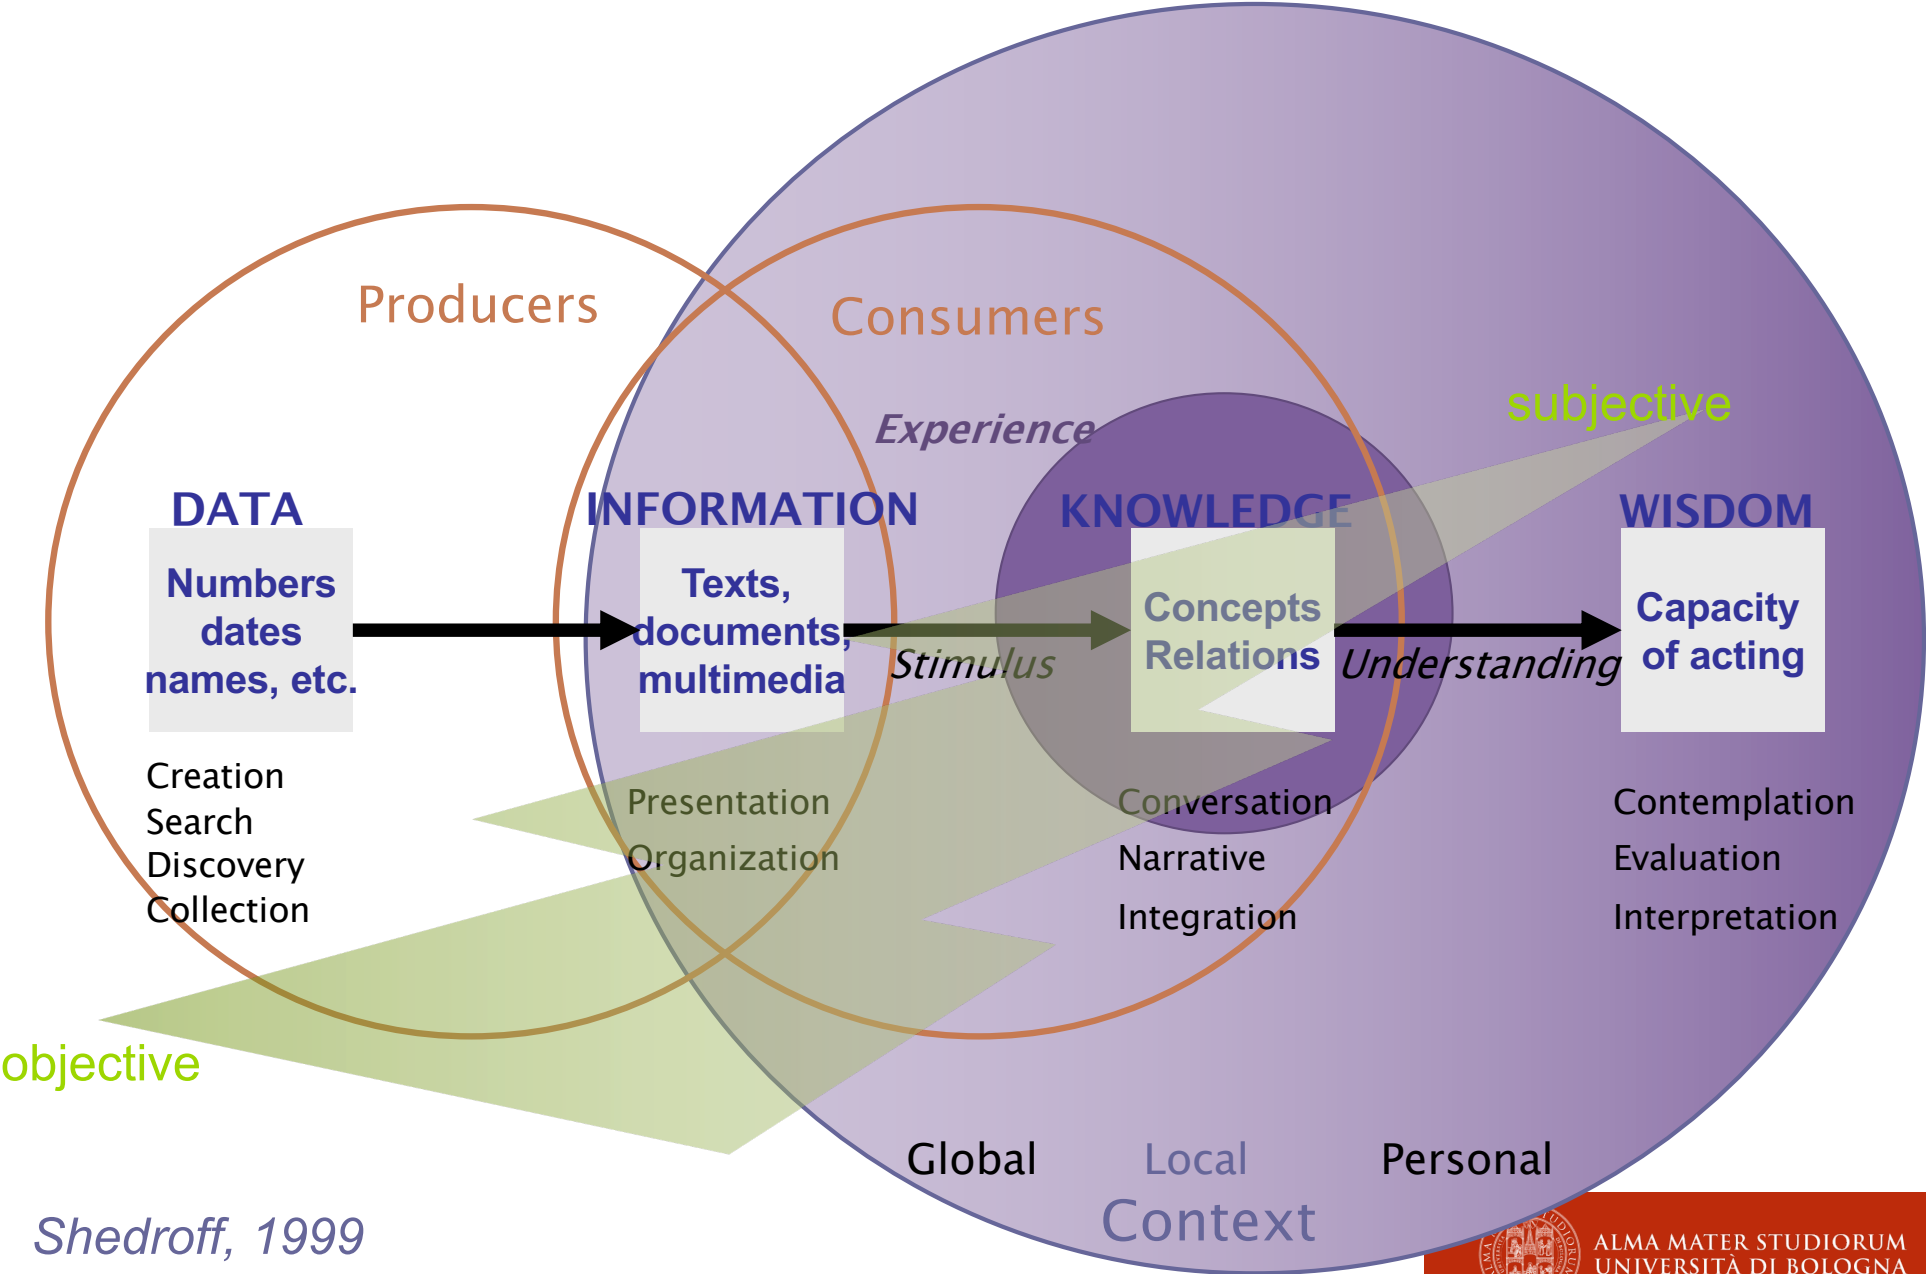 Producers
Consumers
Experience
subjective
DATA
INFORMATION
KNOWLEDGE
WISDOM
Numbers
dates
names, etc.
Texts,
documents,
multimedia
Stimulus
Concepts
Relations
Understanding
Capacity
of acting
Creation
Search
Discovery
Collection
Presentation
Organization
Conversation
Narrative
Integration
Contemplation
Evaluation
Interpretation
objective
Global Local Personal
Context
Shedroff, 1999
ALMA MATER STUDIORUM
UNIVERSITÀ DI BOLOGNA